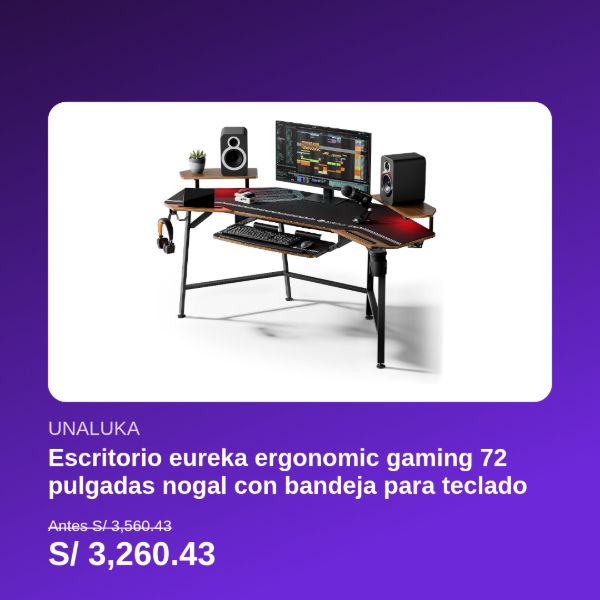 UNALUKA
Escritorio eureka ergonomic gaming 72
pulgadas nogal con bandeja para teclado
Antes S/ 3,560.43
S/ 3,260.43